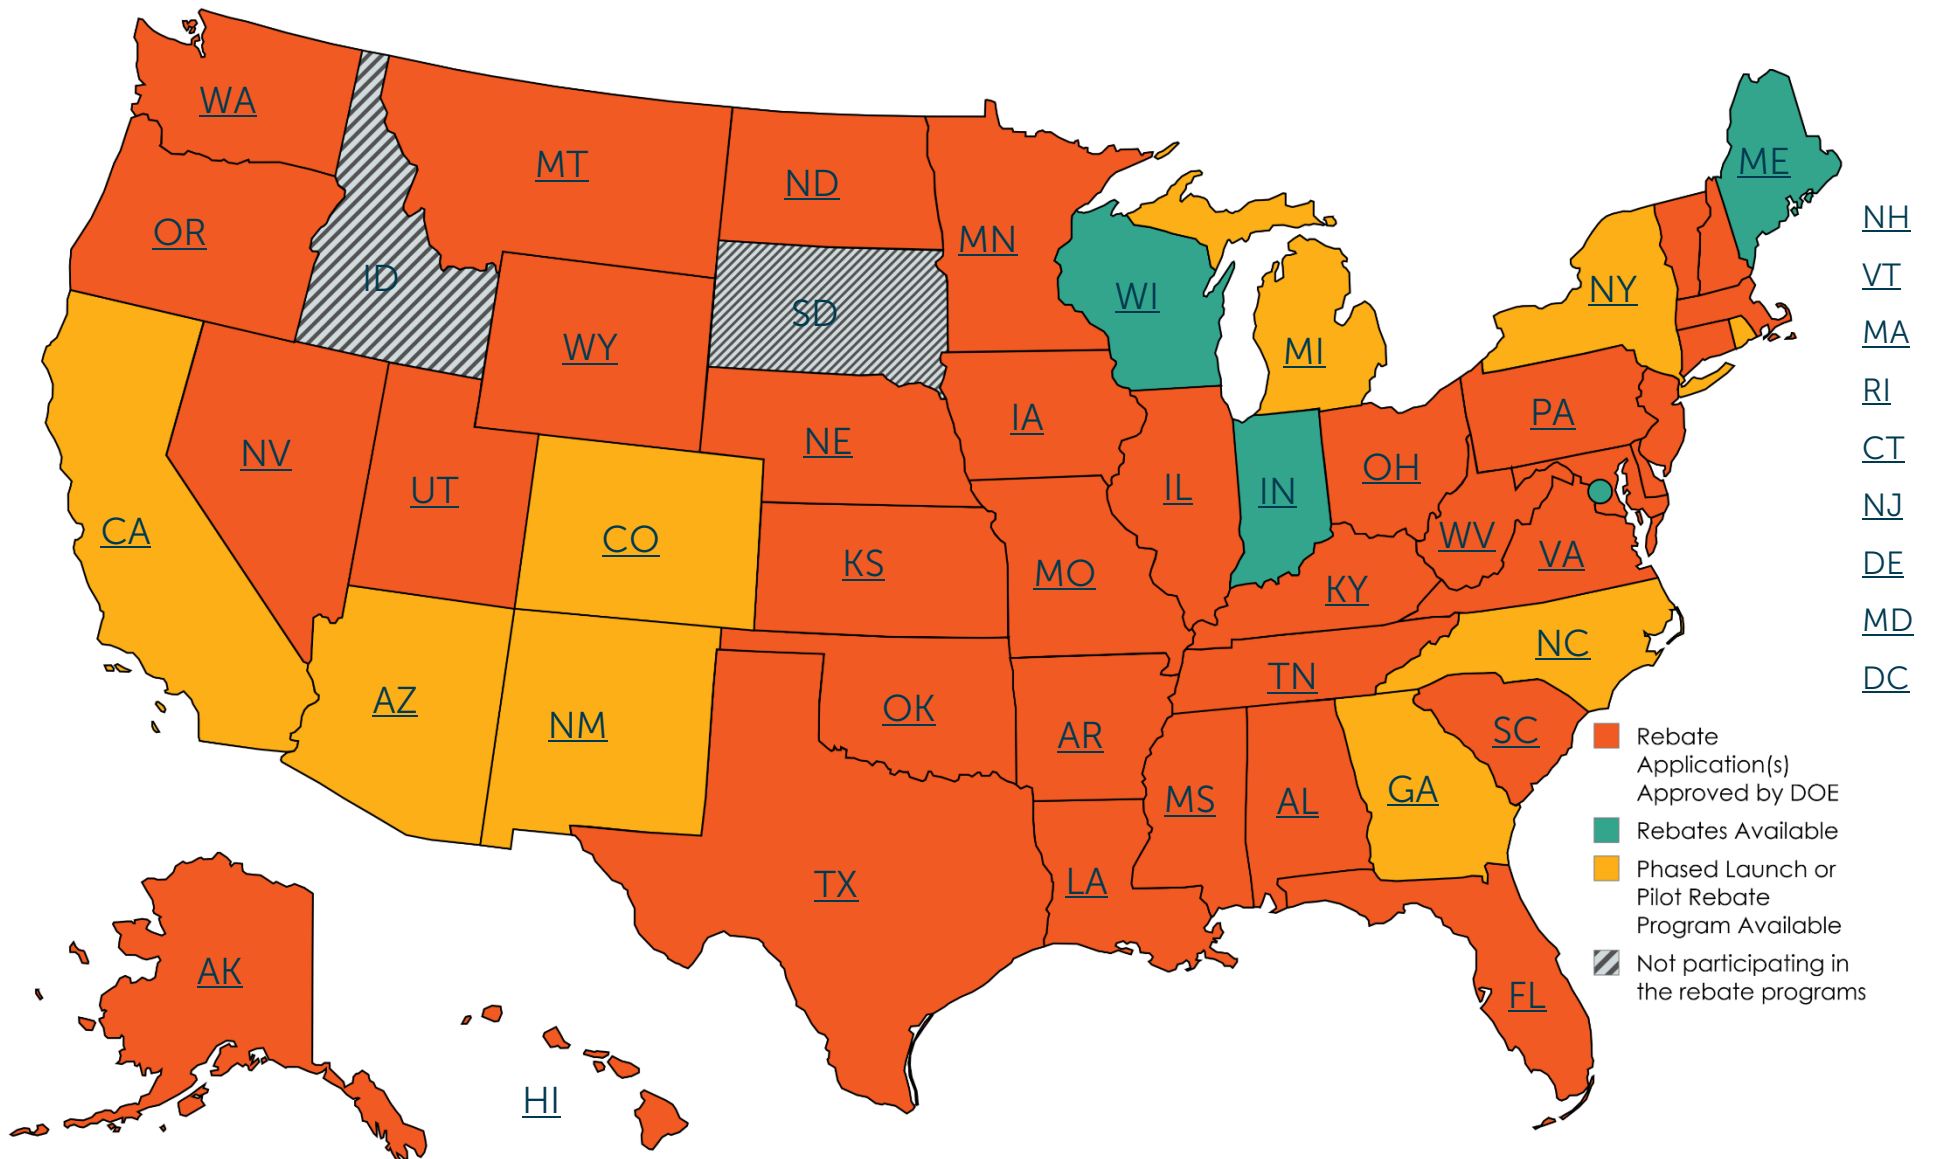 WA
MT
ND
MN
ME
OR
ID
SD
WI
NY
NH
VT
MA
RI
CT
NJ
DE
MD
DC
WY
MI
IA
PA
NV
UT
NE
IL
IN
OH
CA
CO
KS
MO
WV
VA
KY
NC
TN
AZ
NM
OK
AR
SC
MS
AL
GA
TX
LA
FL
AK
HI
Rebate
Application(s)
Approved by DOE
Rebates Available
Phased Launch or
Pilot Rebate
Program Available
Not participating in
the rebate programs